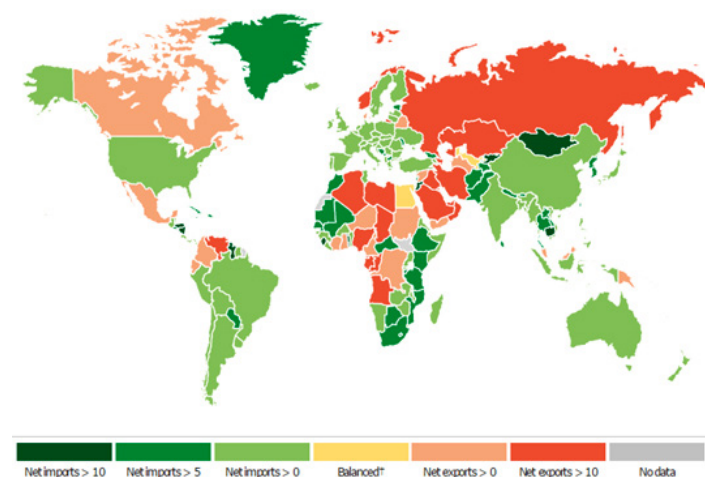 Net imports > 10
Net imports > 5
Net imports > 0
Balanced†
Net exports > 0
Net exports > 10
No data